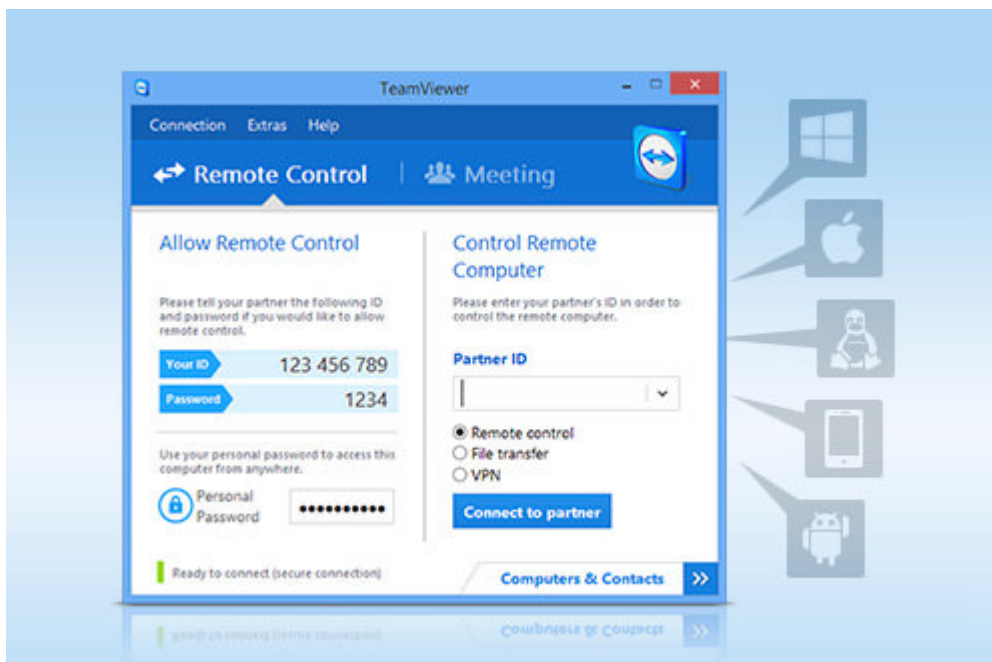 TeamViewer
Connection Extras Help
Remote Control
Meeting
Allow Remote Control
Please tell your partner the following ID
and password if you would like to allow
remote control.
Your ID 123 456 789
Password 1234
Use your personal password to access this
computer from anywhere.
Personal
Password
Ready to connect (secure connection)
Control Remote
Computer
Please enter your partner's ID in order to
control the remote computer.
Partner ID
Remote control
File transfer
VPN
Connect to partner
Computers & Contacts